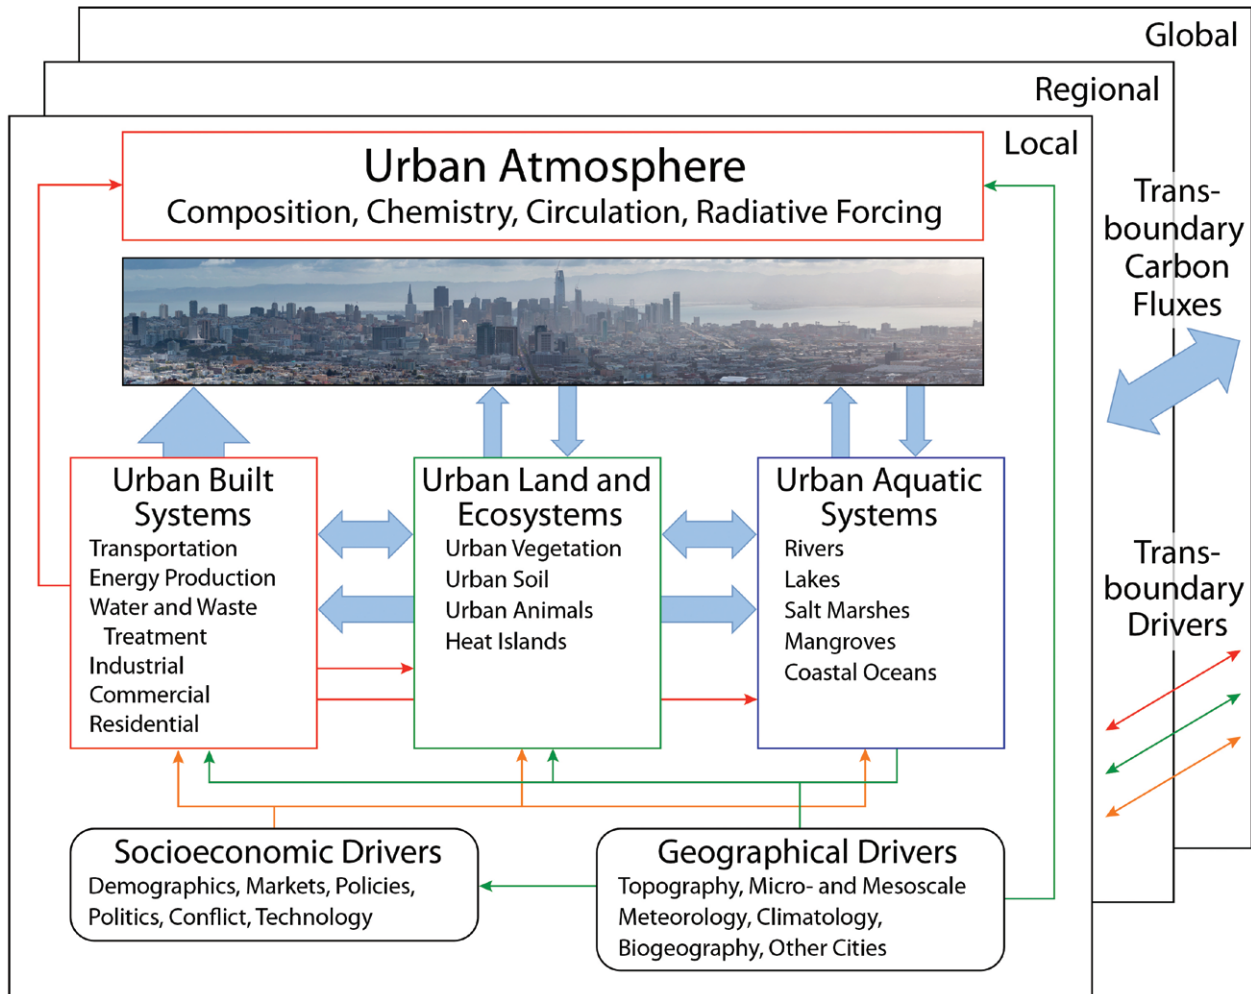 Global
Regional
Local
Urban Atmosphere
Composition, Chemistry, Circulation, Radiative Forcing
Trans-
boundary
Carbon
Fluxes
Urban Built
Systems
Transportation
Energy Production
Water and Waste
Treatment
Industrial
Commercial
Residential
Urban Land and
Ecosystems
Urban Vegetation
Urban Soil
Urban Animals
Heat Islands
Urban Aquatic
Systems
Rivers
Lakes
Salt Marshes
Mangroves
Coastal Oceans
Trans-
boundary
Drivers
Socioeconomic Drivers
Demographics, Markets, Policies,
Politics, Conflict, Technology
Geographical Drivers
Topography, Micro- and Mesoscale
Meteorology, Climatology,
Biogeography, Other Cities